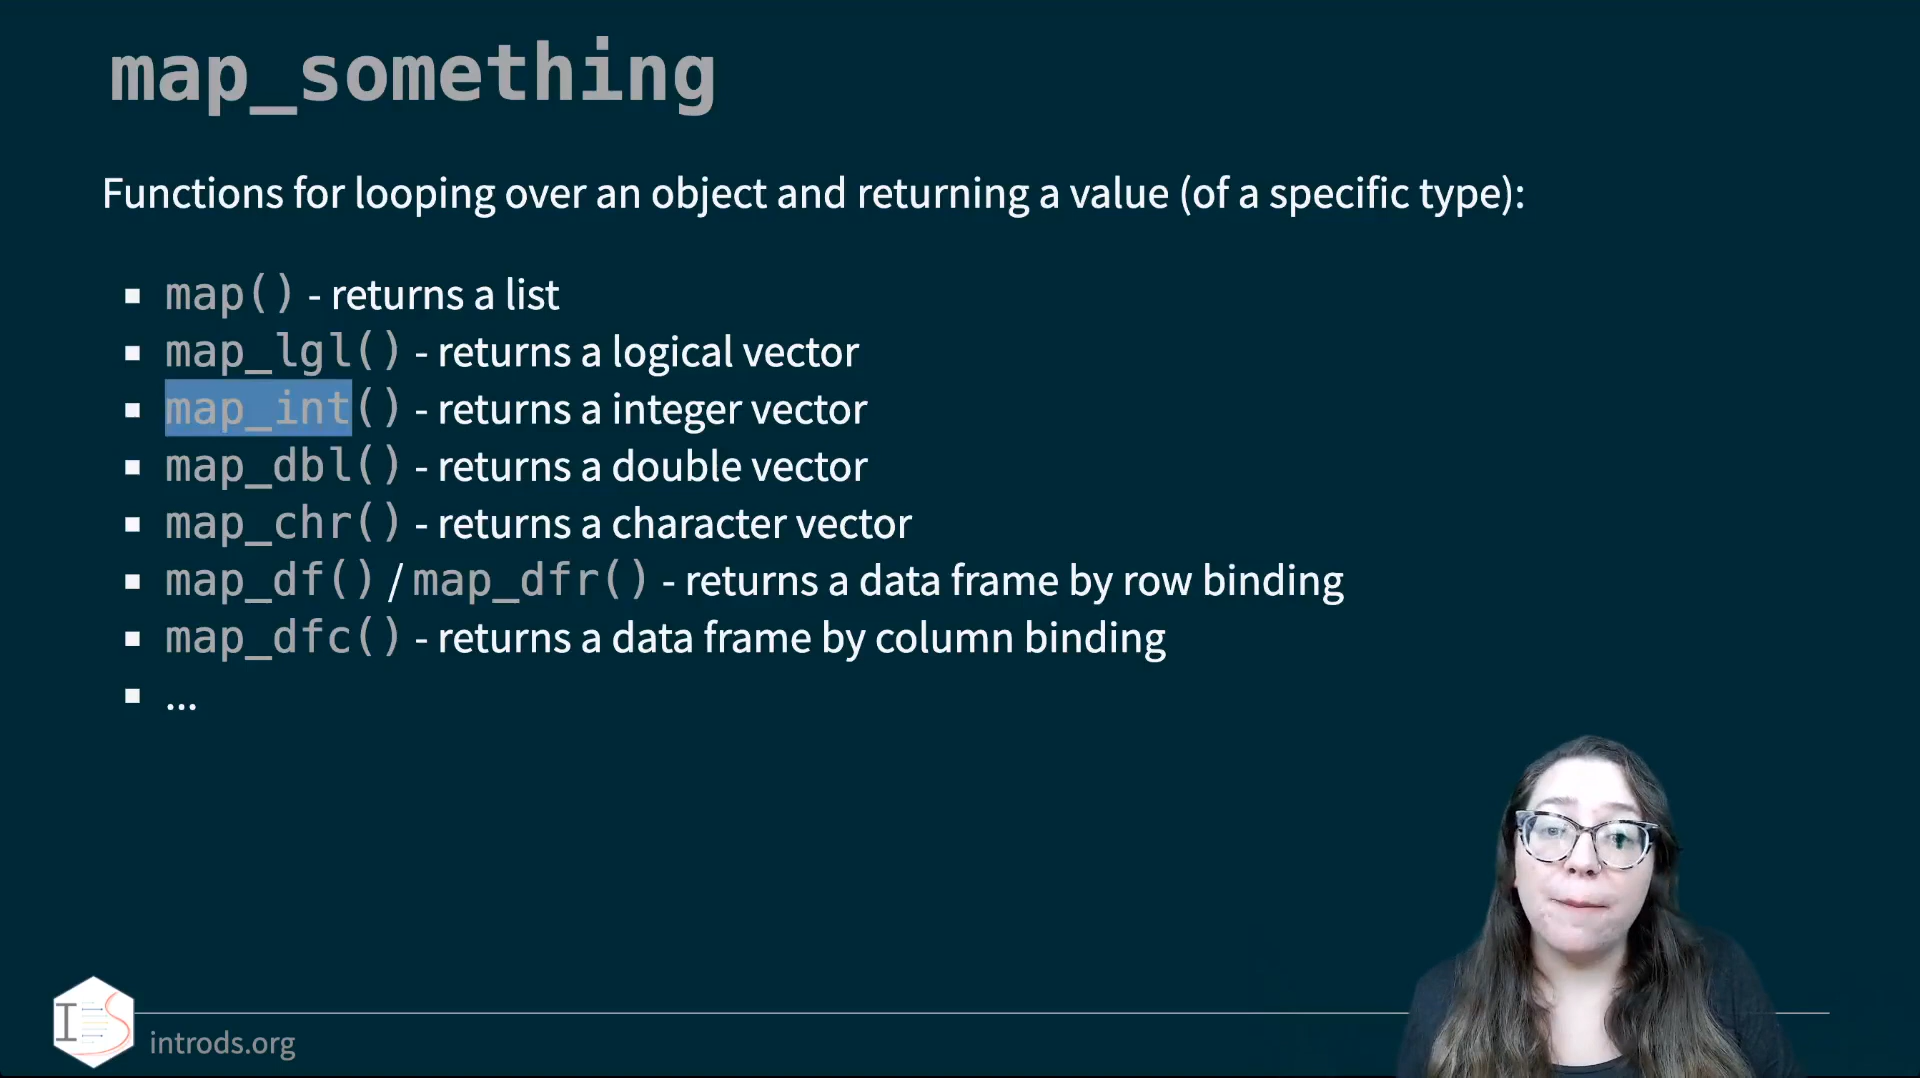 map_something
Functions for looping over an object and returning a value (of a specific type):
map() - returns a list
map_lgl() - returns a logical vector
map_int() - returns a integer vector
map_dbl() - returns a double vector
map_chr() - returns a character vector
map_df() / map_dfr() - returns a data frame by row binding
map_dfc() - returns a data frame by column binding
...
IDS
introds.org